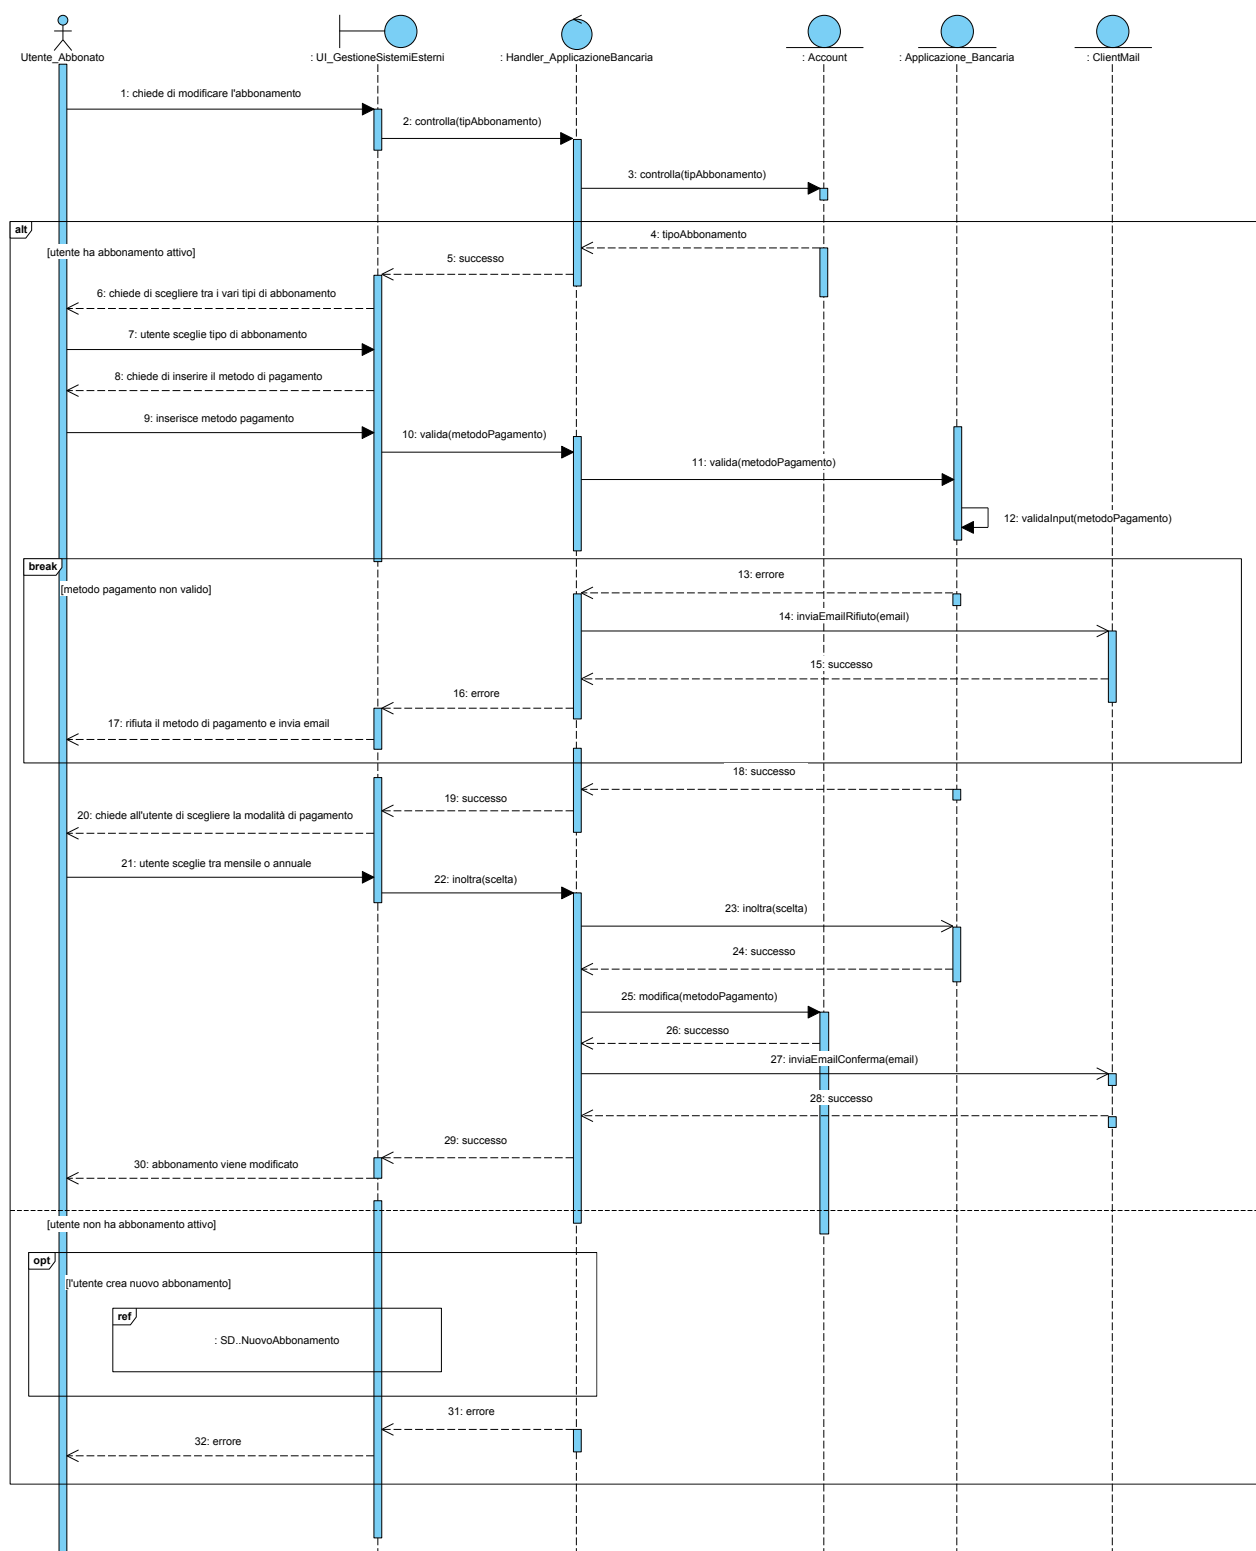 Utente_Abbonato
: UI_GestioneSistemiEsterni
: Handler_ApplicazioneBancaria
: Account
: Applicazione_Bancaria
: ClientMail
1: chiede di modificare l'abbonamento
2: controlla(tipAbbonamento)
3: controlla(tipAbbonamento)
alt
4: tipoAbbonamento
[utente ha abbonamento attivo]
5: successo
6: chiede di scegliere tra i vari tipi di abbonamento
7: utente sceglie tipo di abbonamento
8: chiede di inserire il metodo di pagamento
9: inserisce metodo pagamento
10: valida(metodoPagamento)
11: valida(metodoPagamento)
12: validaInput(metodoPagamento)
break
13: errore
[metodo pagamento non valido]
14: inviaEmailRifiuto(email)
15: successo
16: errore
17: rifiuta il metodo di pagamento e invia email
18: successo
19: successo
20: chiede all'utente di scegliere la modalità di pagamento
21: utente sceglie tra mensile o annuale
22: inoltra(scelta)
23: inoltra(scelta)
24: successo
25: modifica(metodoPagamento)
26: successo
27: inviaEmailConferma(email)
28: successo
29: successo
30: abbonamento viene modificato
[utente non ha abbonamento attivo]
opt
[l'utente crea nuovo abbonamento]
ref
: SD..NuovoAbbonamento
31: errore
32: errore